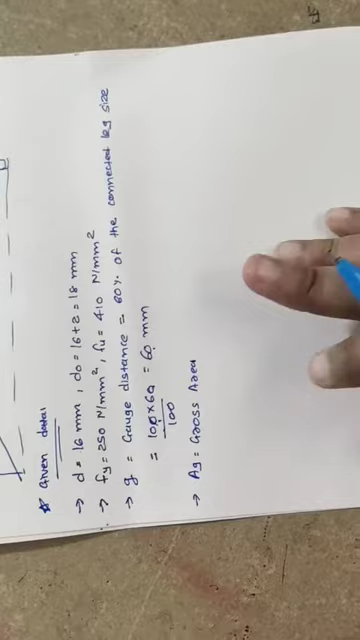 * Given data
→ d = 16 mm, do = 16+2 = 18 mm
→ fy = 250 N/mm², fu = 410 N/mm²
→ g = Gauge distance = 60% of the connected leg size
= 100×60 = 60 mm
100
→ Ag = Gross Area